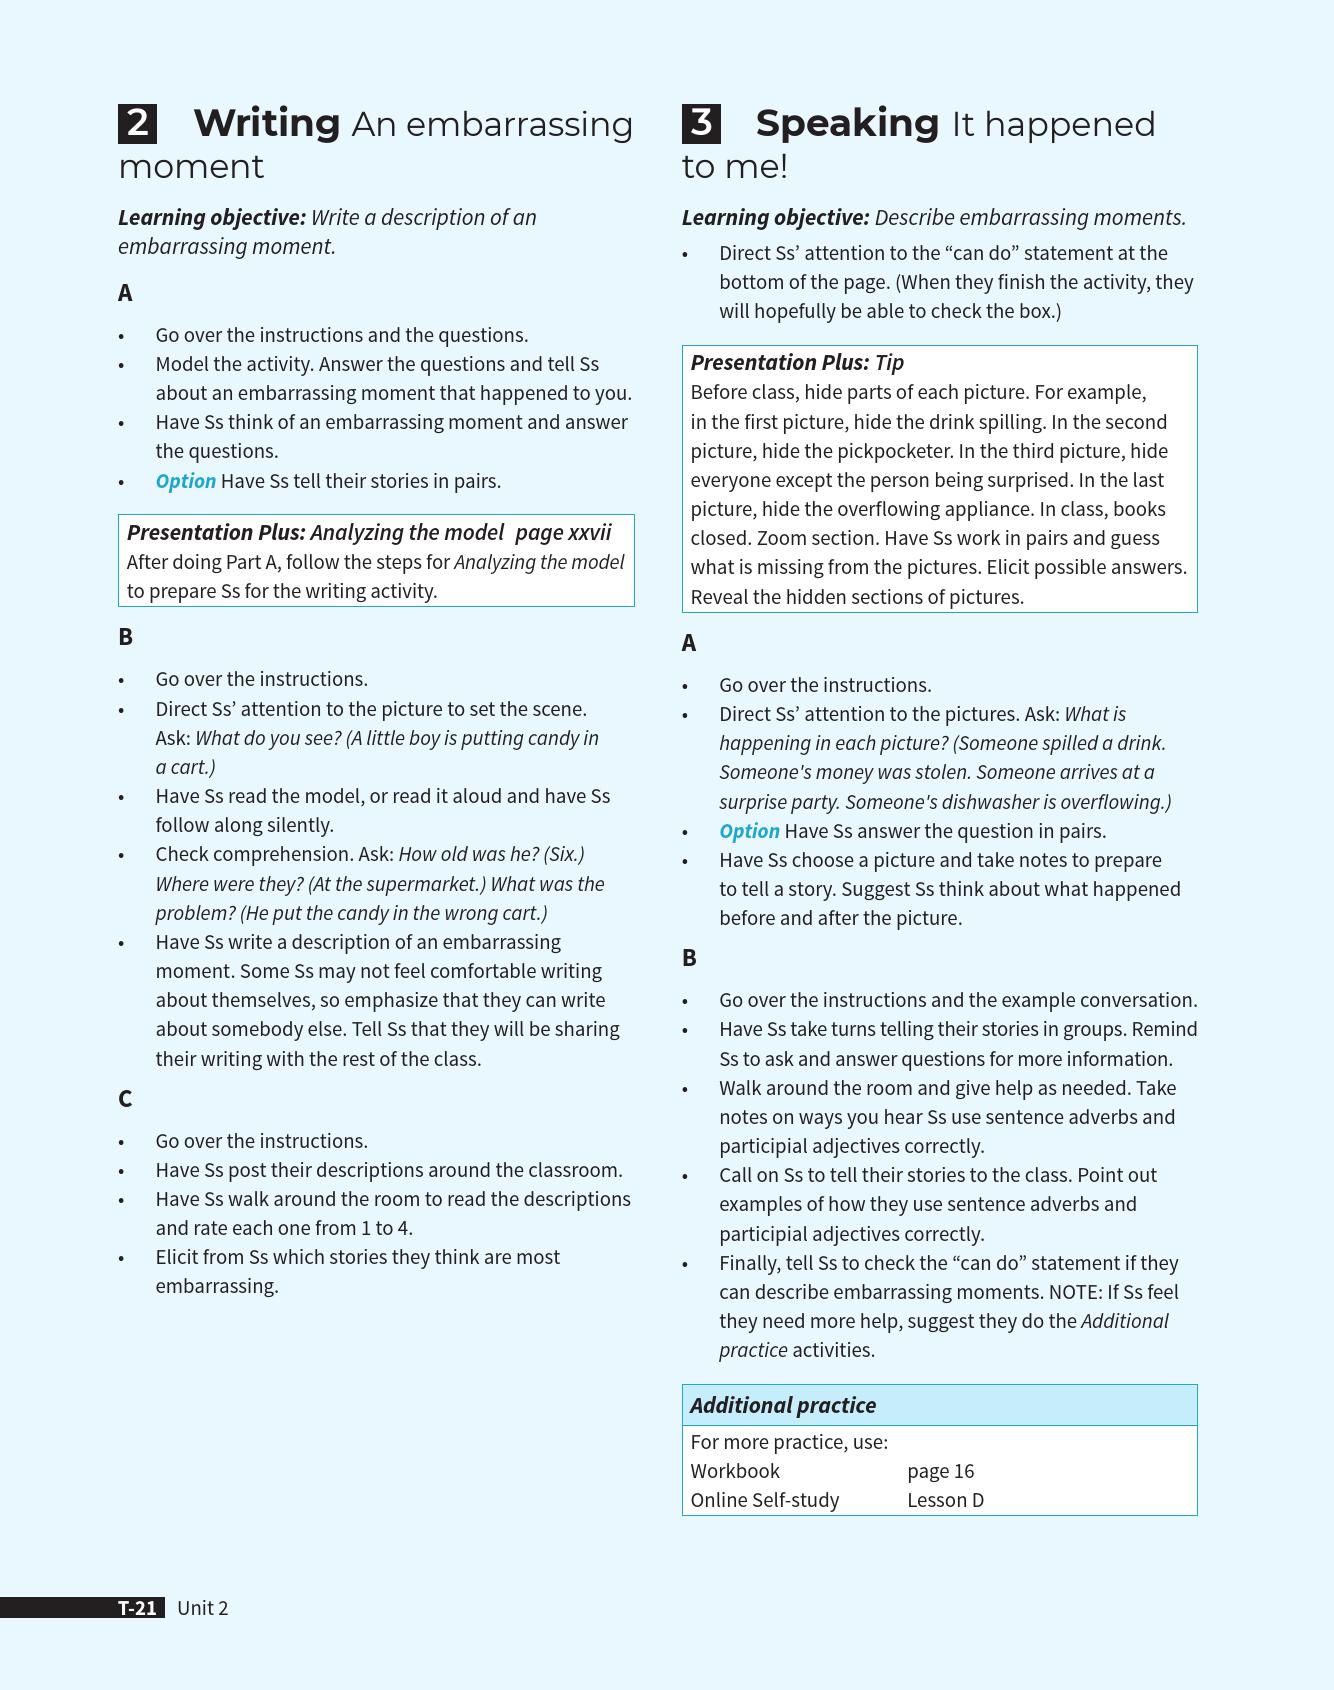 2 Writing An embarrassing
moment
Learning objective: Write a description of an
embarrassing moment.
A
• Go over the instructions and the questions.
• Model the activity. Answer the questions and tell Ss
about an embarrassing moment that happened to you.
• Have Ss think of an embarrassing moment and answer
the questions.
• Option Have Ss tell their stories in pairs.
Presentation Plus: Analyzing the model page xxvii
After doing Part A, follow the steps for Analyzing the model
to prepare Ss for the writing activity.
B
• Go over the instructions.
• Direct Ss’ attention to the picture to set the scene.
Ask: What do you see? (A little boy is putting candy in
a cart.)
• Have Ss read the model, or read it aloud and have Ss
follow along silently.
• Check comprehension. Ask: How old was he? (Six.)
Where were they? (At the supermarket.) What was the
problem? (He put the candy in the wrong cart.)
• Have Ss write a description of an embarrassing
moment. Some Ss may not feel comfortable writing
about themselves, so emphasize that they can write
about somebody else. Tell Ss that they will be sharing
their writing with the rest of the class.
C
• Go over the instructions.
• Have Ss post their descriptions around the classroom.
• Have Ss walk around the room to read the descriptions
and rate each one from 1 to 4.
• Elicit from Ss which stories they think are most
embarrassing.
3 Speaking It happened
to me!
Learning objective: Describe embarrassing moments.
• Direct Ss’ attention to the “can do” statement at the
bottom of the page. (When they finish the activity, they
will hopefully be able to check the box.)
Presentation Plus: Tip
Before class, hide parts of each picture. For example,
in the first picture, hide the drink spilling. In the second
picture, hide the pickpocketer. In the third picture, hide
everyone except the person being surprised. In the last
picture, hide the overflowing appliance. In class, books
closed. Zoom section. Have Ss work in pairs and guess
what is missing from the pictures. Elicit possible answers.
Reveal the hidden sections of pictures.
A
• Go over the instructions.
• Direct Ss’ attention to the pictures. Ask: What is
happening in each picture? (Someone spilled a drink.
Someone's money was stolen. Someone arrives at a
surprise party. Someone's dishwasher is overflowing.)
• Option Have Ss answer the question in pairs.
• Have Ss choose a picture and take notes to prepare
to tell a story. Suggest Ss think about what happened
before and after the picture.
B
• Go over the instructions and the example conversation.
• Have Ss take turns telling their stories in groups. Remind
Ss to ask and answer questions for more information.
• Walk around the room and give help as needed. Take
notes on ways you hear Ss use sentence adverbs and
participial adjectives correctly.
• Call on Ss to tell their stories to the class. Point out
examples of how they use sentence adverbs and
participial adjectives correctly.
• Finally, tell Ss to check the “can do” statement if they
can describe embarrassing moments. NOTE: If Ss feel
they need more help, suggest they do the Additional
practice activities.
Additional practice
For more practice, use:
Workbook page 16
Online Self-study Lesson D
T-21 Unit 2